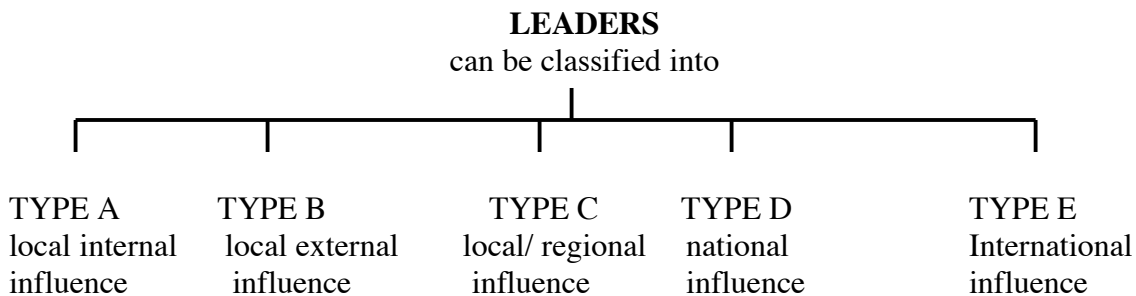 LEADERS
can be classified into
TYPE A TYPE B TYPE C TYPE D TYPE E
local internal local external local/ regional national International
influence influence influence influence influence